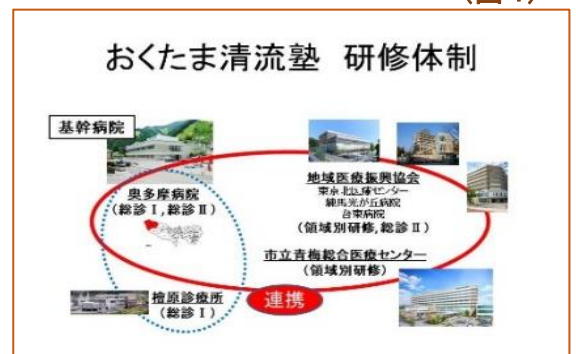 おくたま清流塾 研修体制
基幹病院
奥多摩病院
(総診Ⅰ,総診Ⅱ)
地域医療振興協会
東京北医療センター
練馬光が丘病院
台東病院
(領域別研修,総診Ⅱ)
市立青梅総合医療センター
(領域別研修)
檜原診療所
(総診Ⅰ)
連携